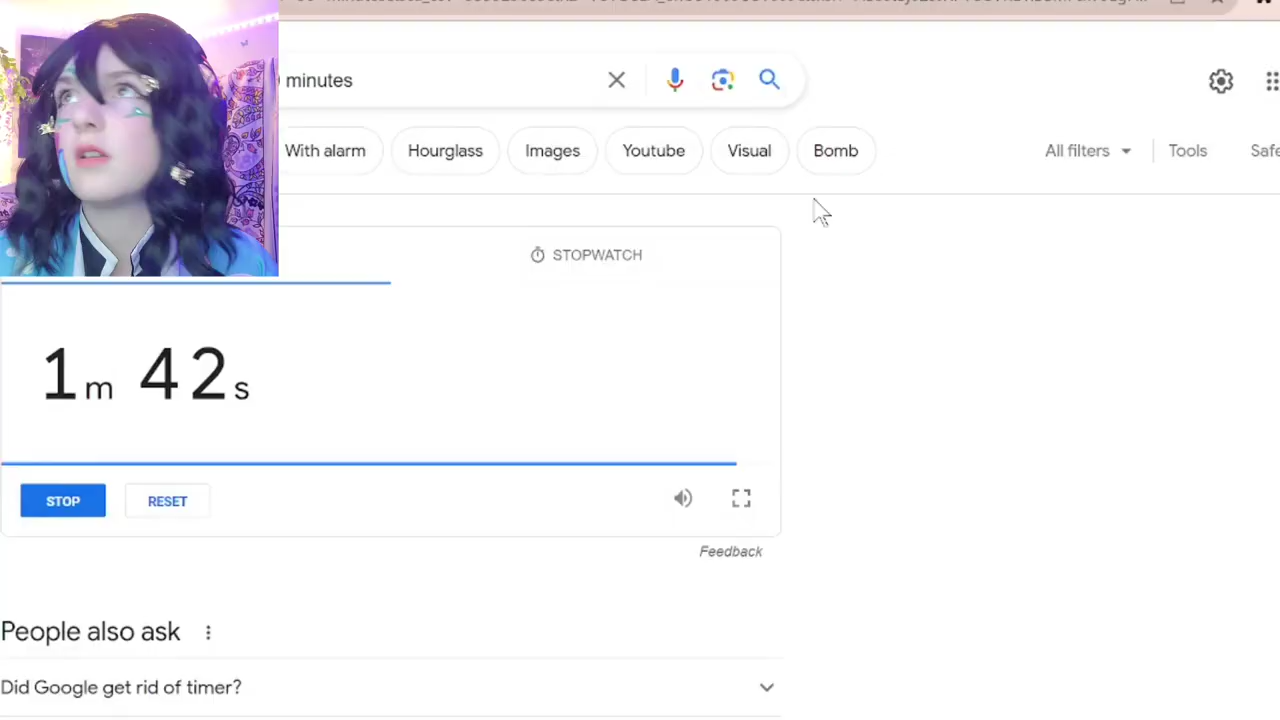 minutes
With alarm
Hourglass
Images
Youtube
Visual
Bomb
All filters
Tools
Safe
STOPWATCH
1m 42s
STOP
RESET
Feedback
People also ask
Did Google get rid of timer?